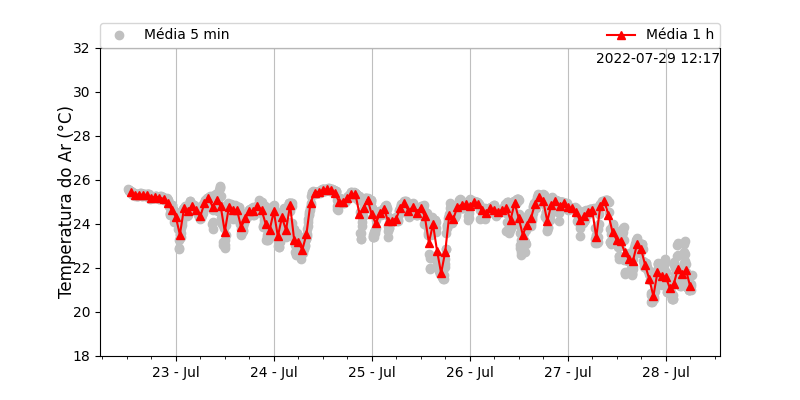 Média 5 min
Média 1 h
2022-07-29 12:17
Temperatura do Ar (°C)
32
30
28
26
24
22
20
18
23 - Jul
24 - Jul
25 - Jul
26 - Jul
27 - Jul
28 - Jul